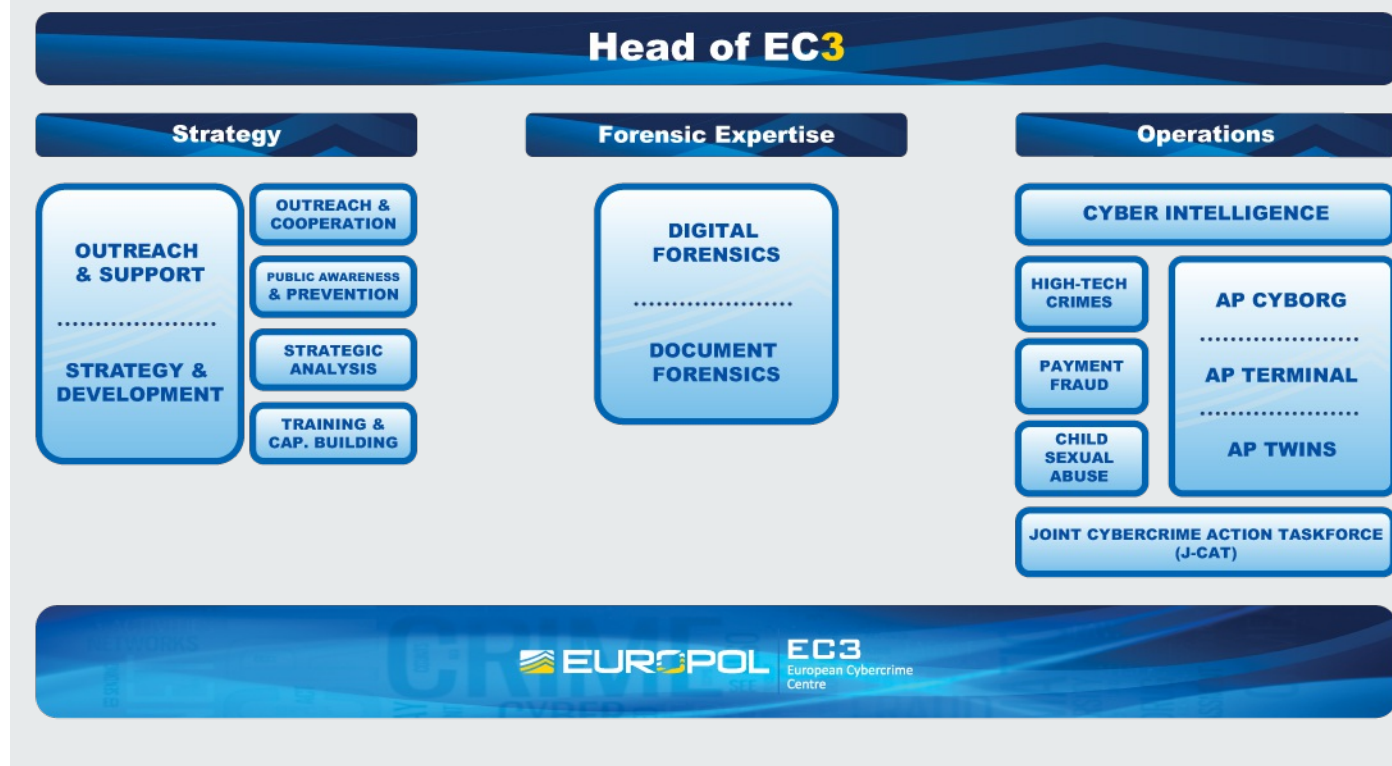 Head of EC3
Strategy
Forensic Expertise
Operations
OUTREACH
& SUPPORT
STRATEGY &
DEVELOPMENT
OUTREACH &
COOPERATION
PUBLIC AWARENESS
& PREVENTION
STRATEGIC
ANALYSIS
TRAINING &
CAP. BUILDING
DIGITAL
FORENSICS
DOCUMENT
FORENSICS
CYBER INTELLIGENCE
HIGH-TECH
CRIMES
PAYMENT
FRAUD
CHILD
SEXUAL
ABUSE
AP CYBORG
AP TERMINAL
AP TWINS
JOINT CYBERCRIME ACTION TASKFORCE
(J-CAT)
CRIME
CYBER
EUROPOL
EC3
European Cybercrime
Centre